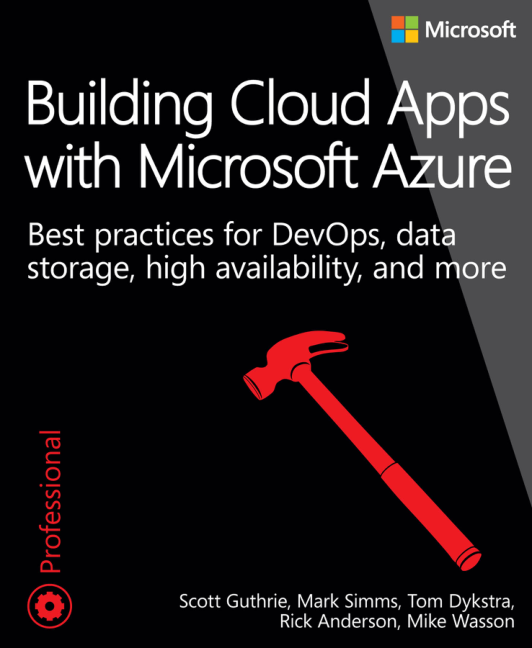 Microsoft
Building Cloud Apps
with Microsoft Azure
Best practices for DevOps, data
storage, high availability, and more
Professional
Scott Guthrie, Mark Simms, Tom Dykstra,
Rick Anderson, Mike Wasson